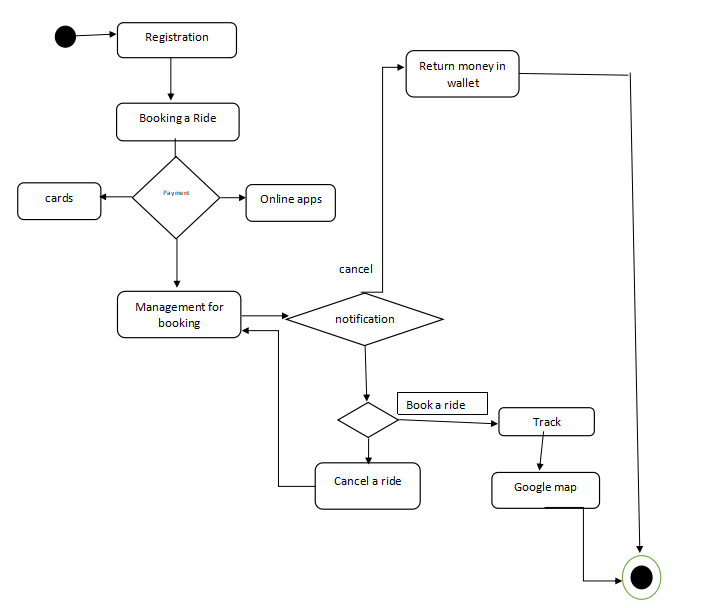 Registration
Return money in
wallet
Booking a Ride
Payment
cards
Online apps
cancel
Management for
booking
notification
Book a ride
Track
Cancel a ride
Google map